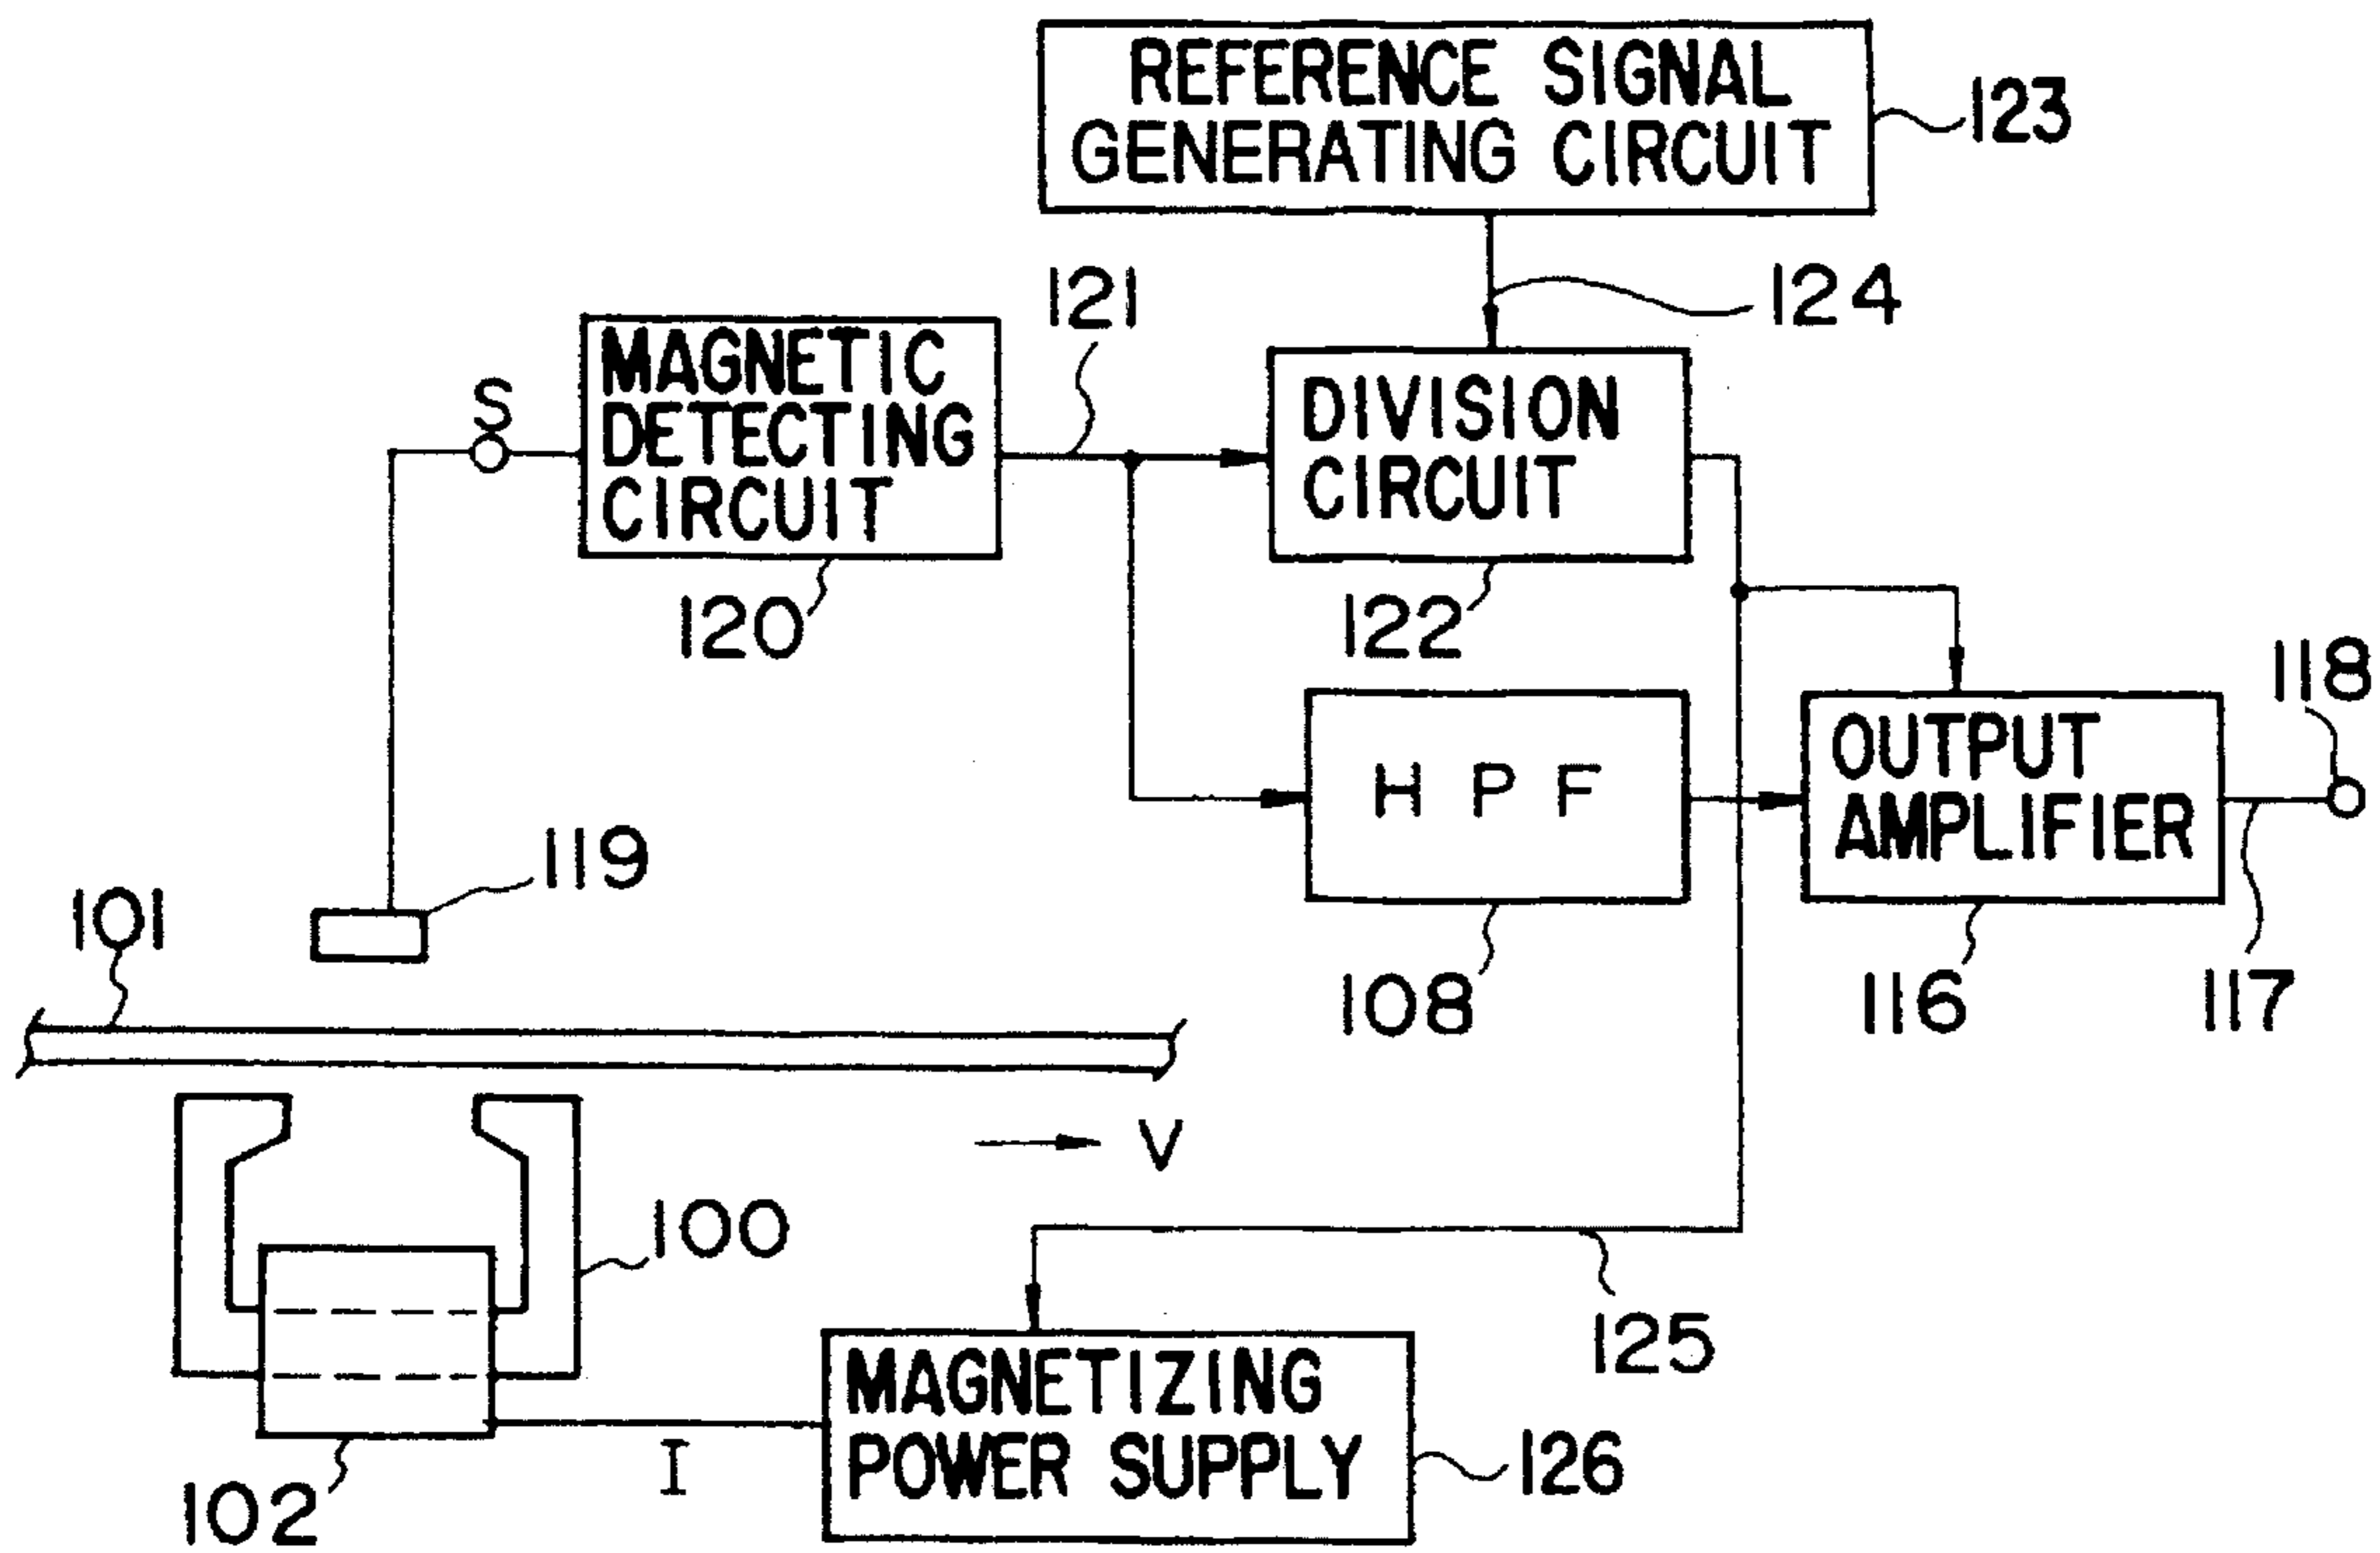 REFERENCE SIGNAL
GENERATING CIRCUIT
123
124
121
S
MAGNETIC
DETECTING
CIRCUIT
120
DIVISION
CIRCUIT
122
118
H P F
108
OUTPUT
AMPLIFIER
116
117
119
101
V
100
125
MAGNETIZING
POWER SUPPLY
126
I
102